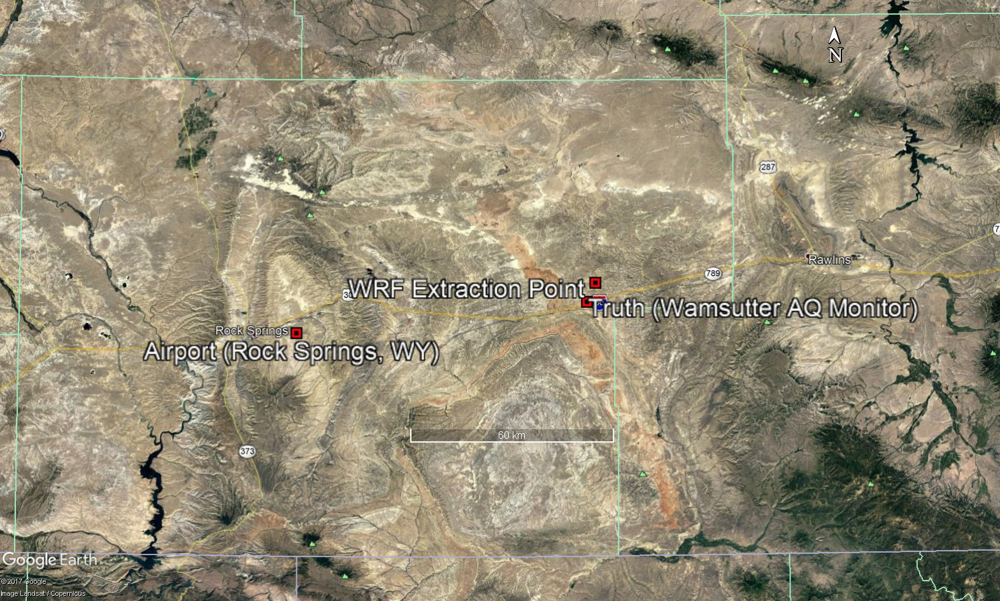 N
287
72
Rawlins
789
WRF Extraction Point
30
Truth (Wamsutter AQ Monitor)
Rock Springs
Airport (Rock Springs, WY)
60 km
373
Google Earth
©2017 Google
Image Landsat / Copernicus